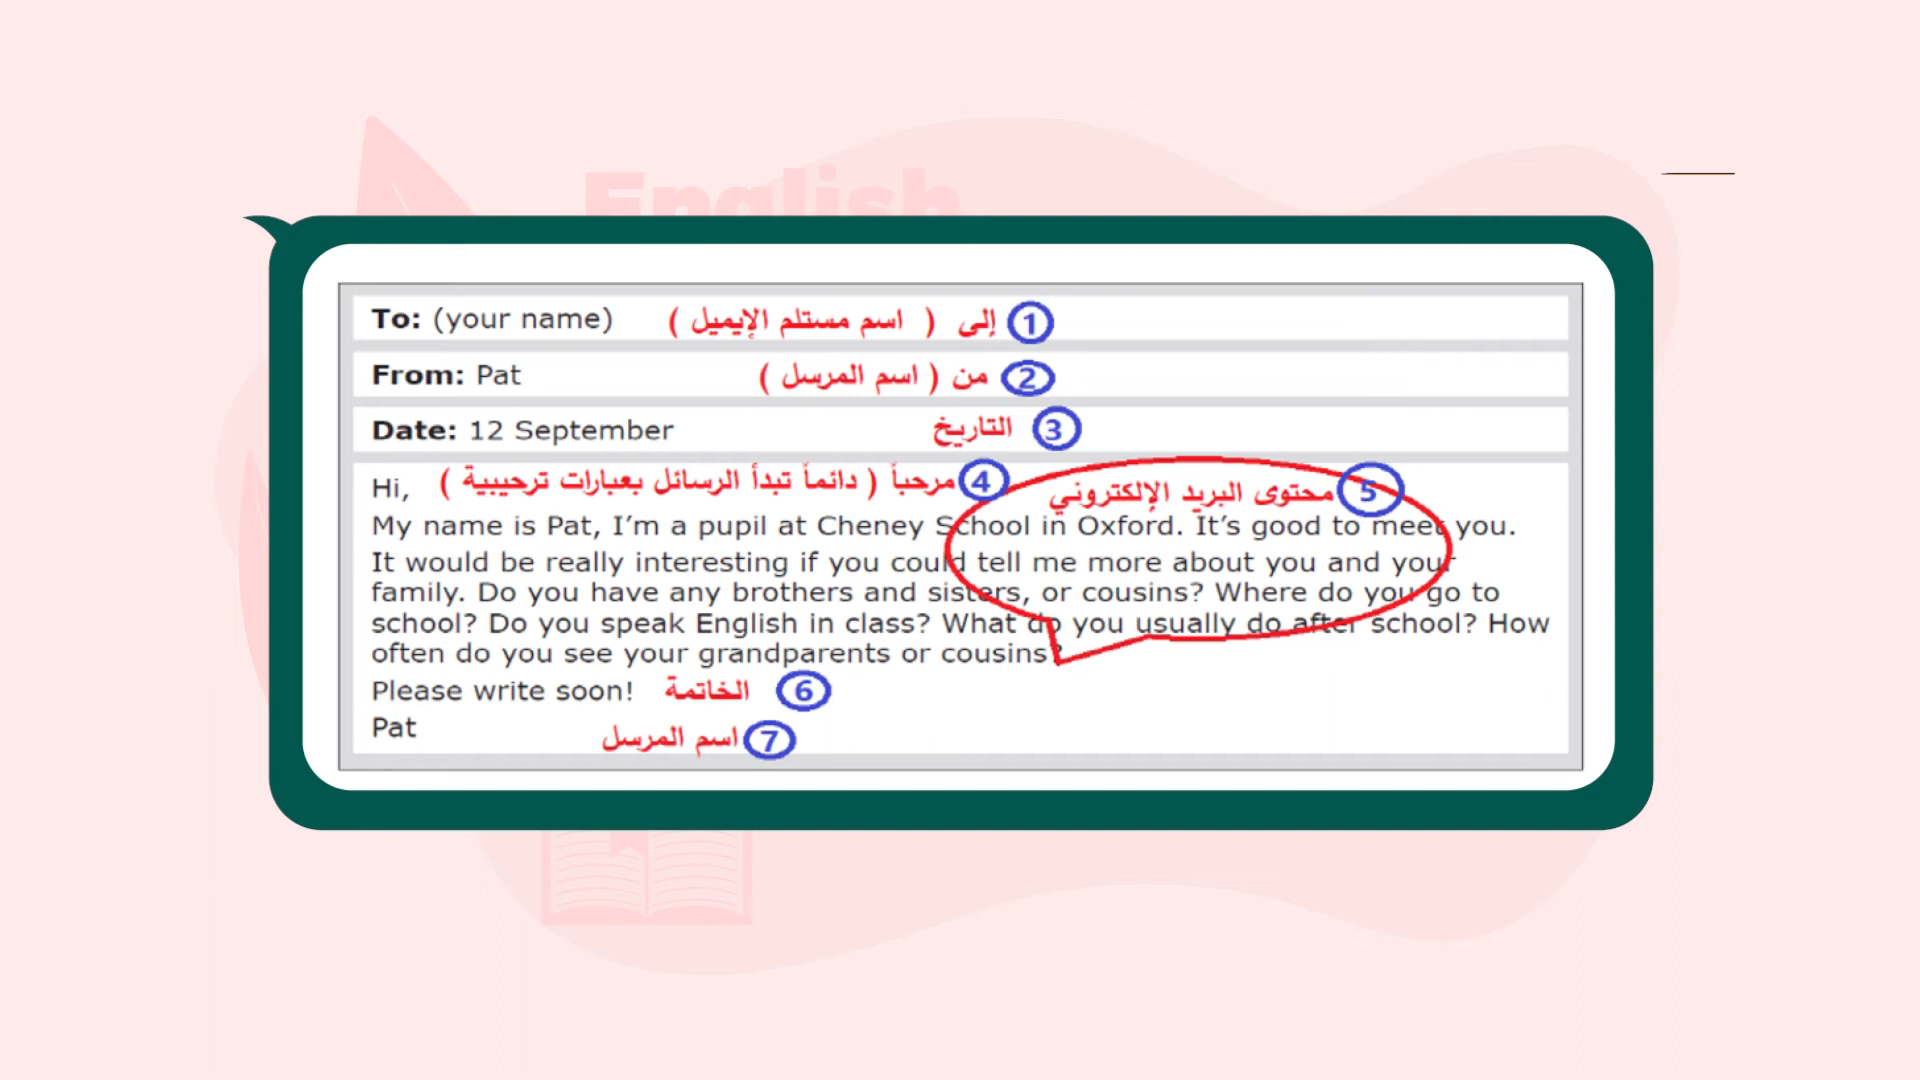 English
To: (your name) إلى ( اسم مستلم الإيميل ) 1
From: Pat من ( اسم المرسل ) 2
Date: 12 September التاريخ 3
Hi, مرحباً ( دائماً تبدأ الرسائل بعبارات ترحيبية ) 4 محتوى البريد الإلكتروني 5
My name is Pat, I’m a pupil at Cheney School in Oxford. It’s good to meet you.
It would be really interesting if you could tell me more about you and your
family. Do you have any brothers and sisters, or cousins? Where do you go to
school? Do you speak English in class? What do you usually do after school? How
often do you see your grandparents or cousins?
Please write soon! الخاتمة 6
Pat اسم المرسل 7